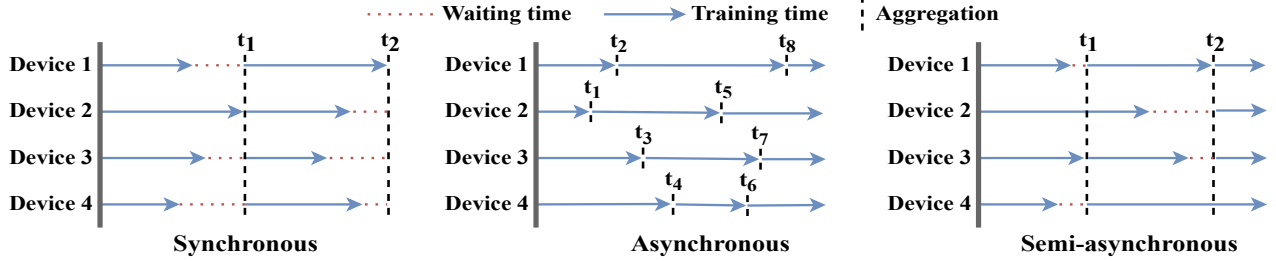 Waiting time Training time Aggregation
t1 t2
Device 1
Device 2
Device 3
Device 4
Synchronous
t2 t8
Device 1
t1 t5
Device 2
t3 t7
Device 3
t4 t6
Device 4
Asynchronous
t1 t2
Device 1
Device 2
Device 3
Device 4
Semi-asynchronous